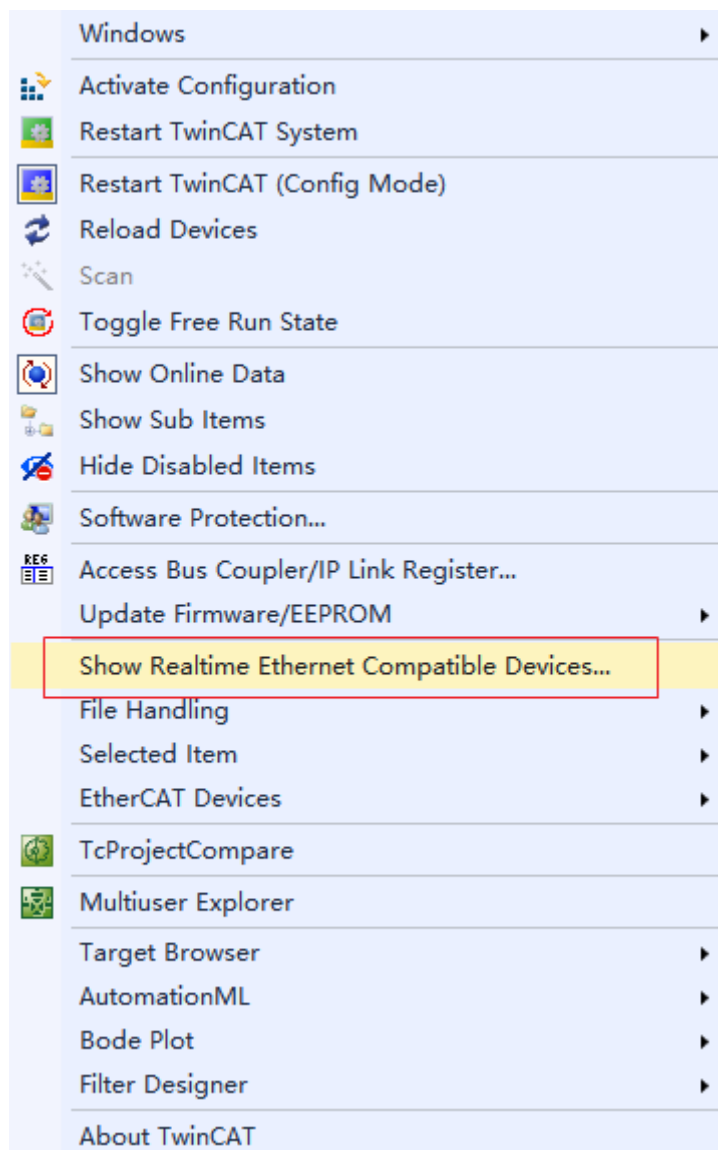 Windows
Activate Configuration
Restart TwinCAT System
Restart TwinCAT (Config Mode)
Reload Devices
Scan
Toggle Free Run State
Show Online Data
Show Sub Items
Hide Disabled Items
Software Protection...
REG
Access Bus Coupler/IP Link Register...
Update Firmware/EEPROM
Show Realtime Ethernet Compatible Devices...
File Handling
Selected Item
EtherCAT Devices
TcProjectCompare
Multiuser Explorer
Target Browser
AutomationML
Bode Plot
Filter Designer
About TwinCAT